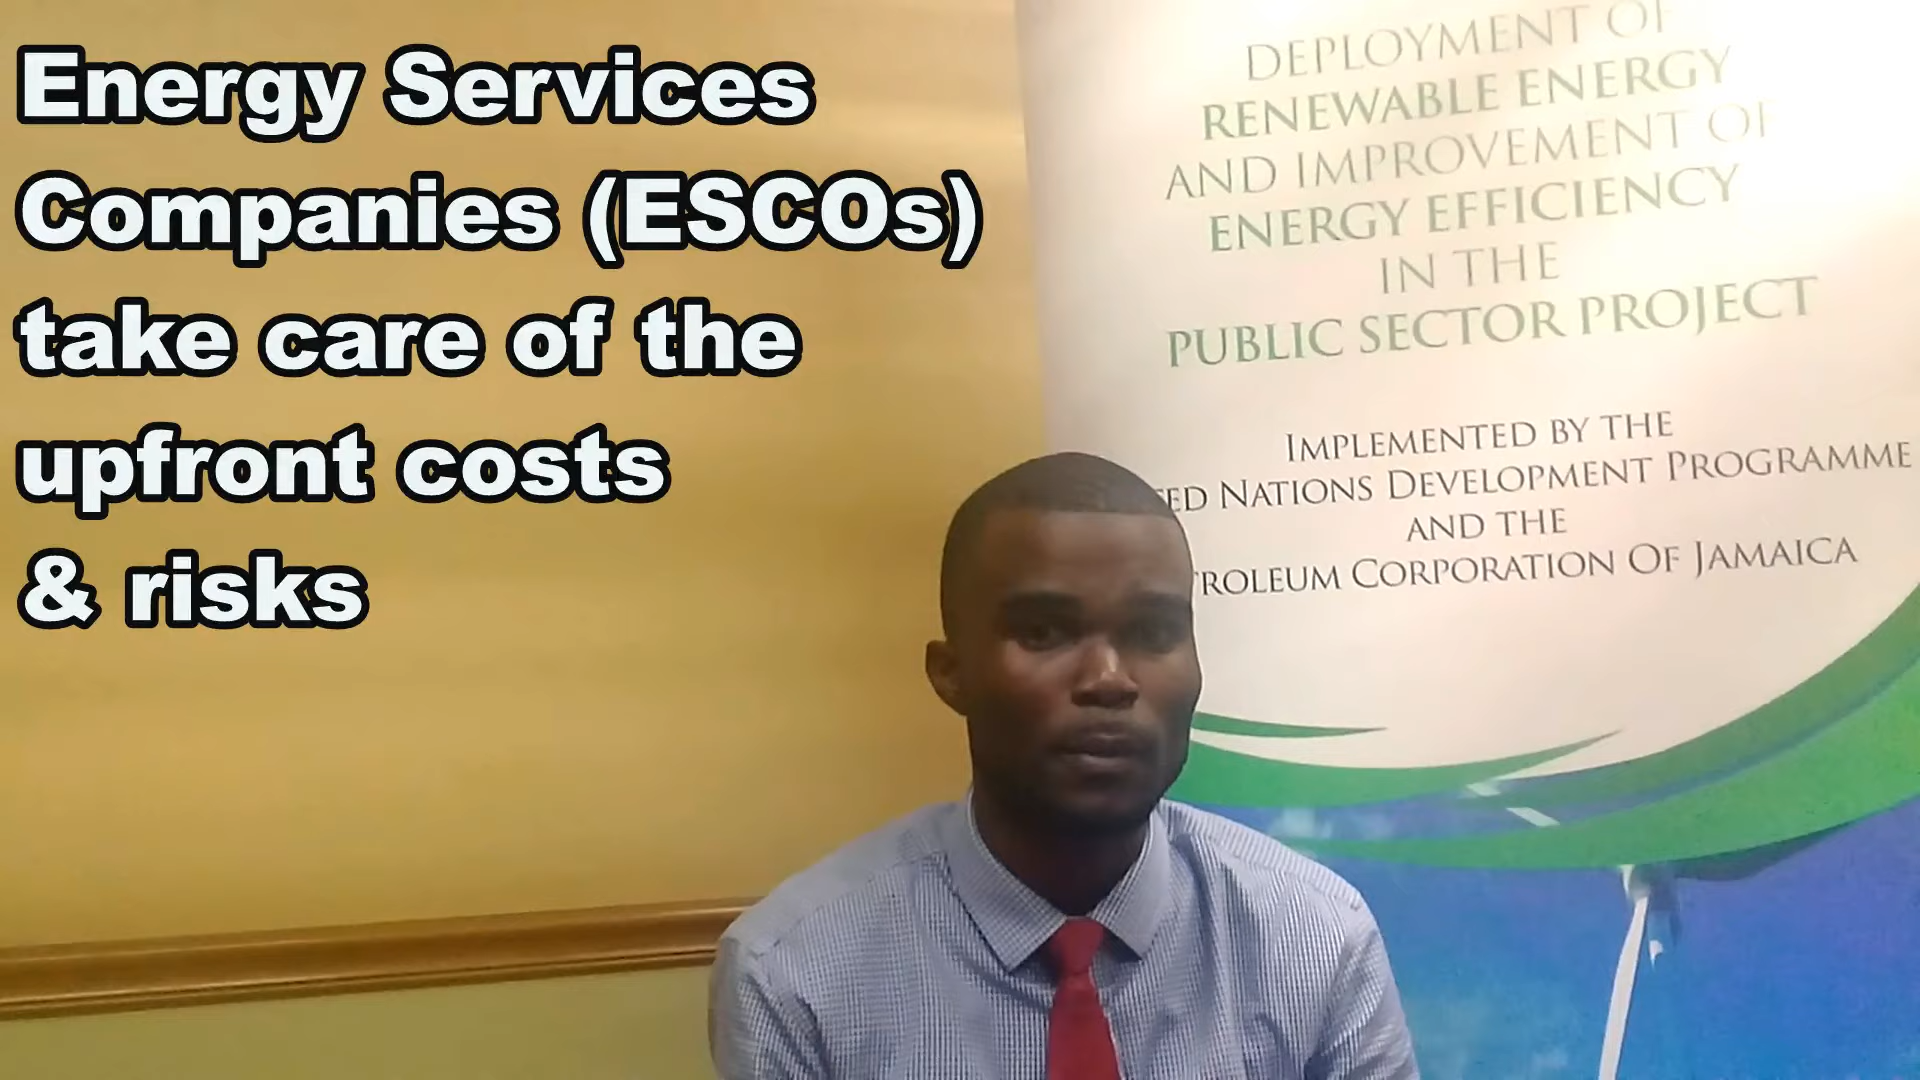 Energy Services
Companies (ESCOs)
take care of the
upfront costs
& risks
DEPLOYMENT OF
RENEWABLE ENERGY
AND IMPROVEMENT OF
ENERGY EFFICIENCY
IN THE
PUBLIC SECTOR PROJECT
IMPLEMENTED BY THE
NATIONS DEVELOPMENT PROGRAMME
AND THE
CORPORATION OF JAMAICA